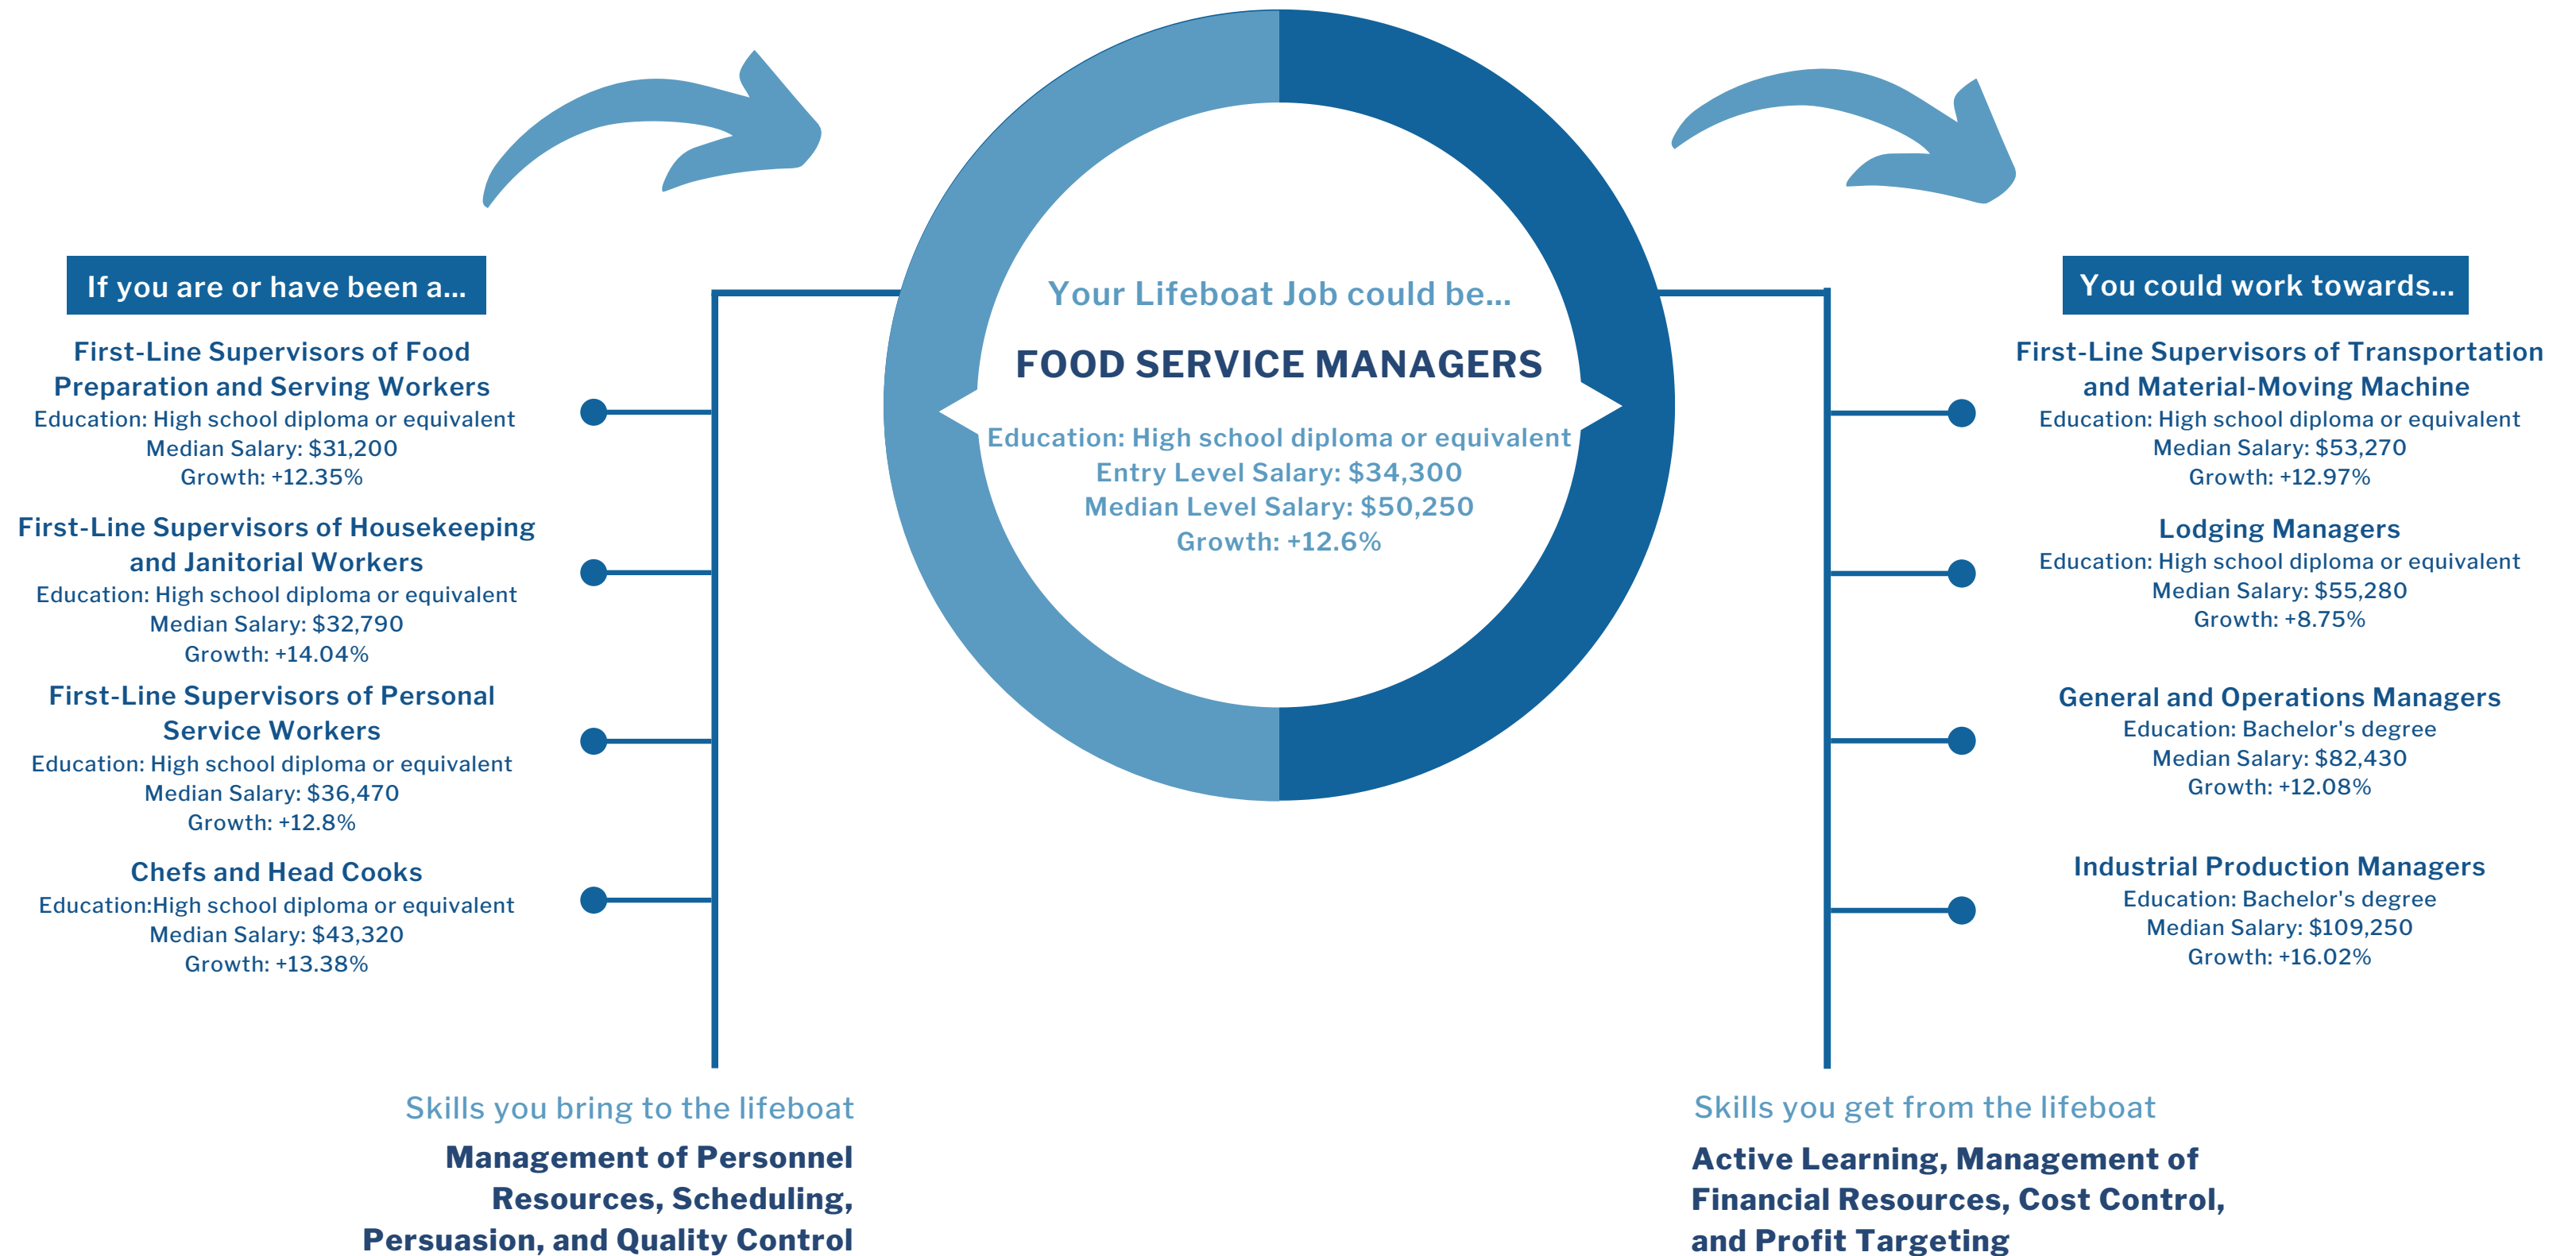 If you are or have been a...
First-Line Supervisors of Food
Preparation and Serving Workers
Education: High school diploma or equivalent
Median Salary: $31,200
Growth: +12.35%
First-Line Supervisors of Housekeeping
and Janitorial Workers
Education: High school diploma or equivalent
Median Salary: $32,790
Growth: +14.04%
First-Line Supervisors of Personal
Service Workers
Education: High school diploma or equivalent
Median Salary: $36,470
Growth: +12.8%
Chefs and Head Cooks
Education:High school diploma or equivalent
Median Salary: $43,320
Growth: +13.38%
Skills you bring to the lifeboat
Management of Personnel
Resources, Scheduling,
Persuasion, and Quality Control
Your Lifeboat Job could be...
FOOD SERVICE MANAGERS
Education: High school diploma or equivalent
Entry Level Salary: $34,300
Median Level Salary: $50,250
Growth: +12.6%
You could work towards...
First-Line Supervisors of Transportation
and Material-Moving Machine
Education: High school diploma or equivalent
Median Salary: $53,270
Growth: +12.97%
Lodging Managers
Education: High school diploma or equivalent
Median Salary: $55,280
Growth: +8.75%
General and Operations Managers
Education: Bachelor's degree
Median Salary: $82,430
Growth: +12.08%
Industrial Production Managers
Education: Bachelor's degree
Median Salary: $109,250
Growth: +16.02%
Skills you get from the lifeboat
Active Learning, Management of
Financial Resources, Cost Control,
and Profit Targeting